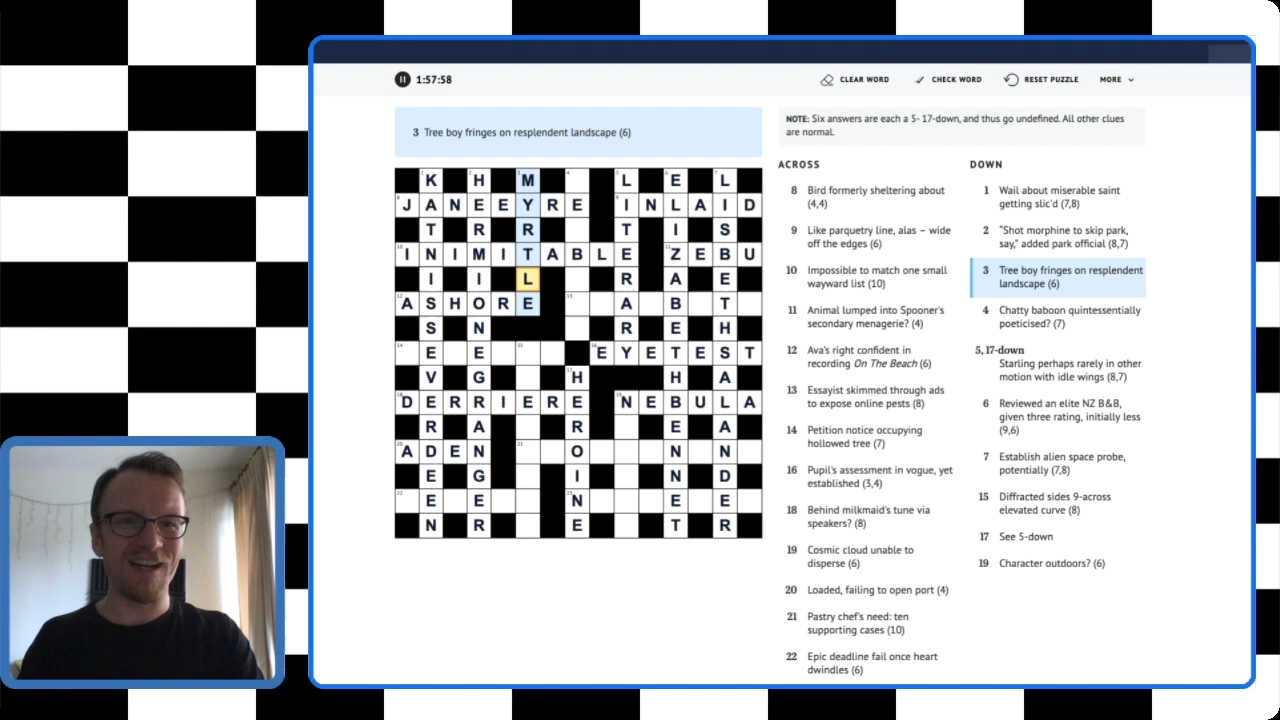 1:57:58
CLEAR WORD
CHECK WORD
RESET PUZZLE
MORE
3 Tree boy fringes on resplendent landscape (6)
NOTE: Six answers are each a 5- 17-down, and thus go undefined. All other clues
are normal.
K H M L E L
J A N E E Y R E I N L A I D
T R R T I S
I N I M I T A B L E Z E B U
I I L R A E
A S H O R E A B T
S N R E H
E E E Y E T E S T
V G H H A
D E R R I E R E N E B U L A
R A R E A
A D E N O N N
E G I N D
E E N E E
N R E T R
ACROSS
8 Bird formerly sheltering about
(4,4)
9 Like parquetry line, alas – wide
off the edges (6)
10 Impossible to match one small
wayward list (10)
11 Animal lumped into Spooner's
secondary menagerie? (4)
12 Ava's right confident in
recording On The Beach (6)
13 Essayist skimmed through ads
to expose online pests (8)
14 Petition notice occupying
hollowed tree (7)
16 Pupil's assessment in vogue, yet
established (3,4)
18 Behind milkmaid's tune via
speakers? (8)
19 Cosmic cloud unable to
disperse (6)
20 Loaded, failing to open port (4)
21 Pastry chef's need: ten
supporting cases (10)
22 Epic deadline fail once heart
dwindles (6)
DOWN
1 Wail about miserable saint
getting slic'd (7,8)
2 "Shot morphine to skip park,
say," added park official (8,7)
3 Tree boy fringes on resplendent
landscape (6)
4 Chatty baboon quintessentially
poeticised? (7)
5, 17-down
Starling perhaps rarely in other
motion with idle wings (8,7)
6 Reviewed an elite NZ B&B,
given three rating, initially less
(9,6)
7 Establish alien space probe,
potentially (7,8)
15 Diffracted sides 9-across
elevated curve (8)
17 See 5-down
19 Character outdoors? (6)